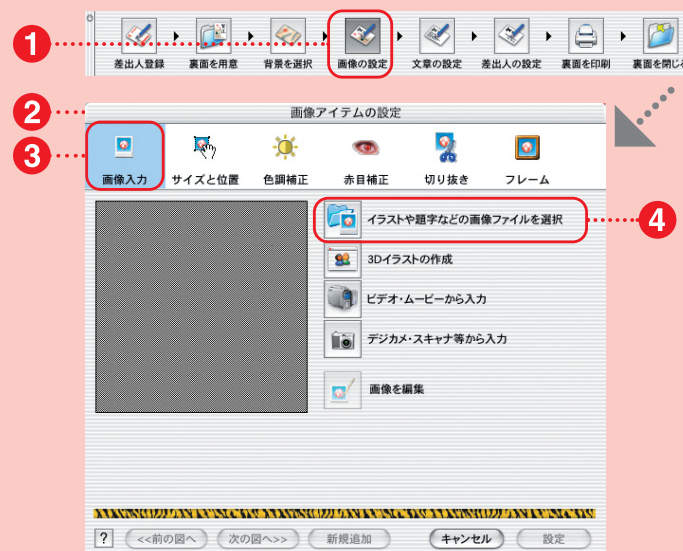 1
差出人登録 裏面を用意 背景を選択 画像の設定 文章の設定 差出人の設定 裏面を印刷 裏面を閉じる
2
画像アイテムの設定
3
画像入力 サイズと位置 色調補正 赤目補正 切り抜き フレーム
イラストや題字などの画像ファイルを選択
4
3Dイラストの作成
ビデオ・ムービーから入力
デジカメ・スキャナ等から入力
画像を編集
? <<前の図へ 次の図へ>> 新規追加 キャンセル 設定